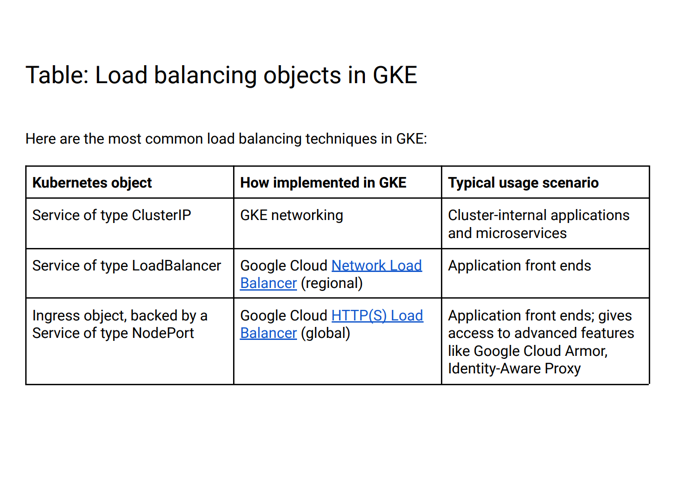 Table: Load balancing objects in GKE
Here are the most common load balancing techniques in GKE:
Kubernetes object
How implemented in GKE
Typical usage scenario
Service of type ClusterIP
GKE networking
Cluster-internal applications
and microservices
Service of type LoadBalancer
Google Cloud Network Load
Balancer (regional)
Application front ends
Ingress object, backed by a
Service of type NodePort
Google Cloud HTTP(S) Load
Balancer (global)
Application front ends; gives
access to advanced features
like Google Cloud Armor,
Identity-Aware Proxy